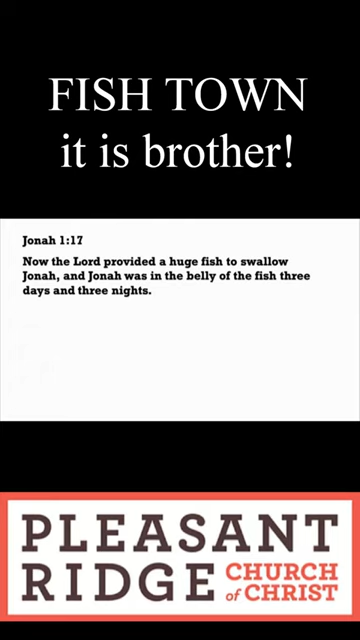 FISH TOWN
it is brother!
Jonah 1:17
Now the Lord provided a huge fish to swallow
Jonah, and Jonah was in the belly of the fish three
days and three nights.
PLEASANT
RIDGE CHURCH
of CHRIST